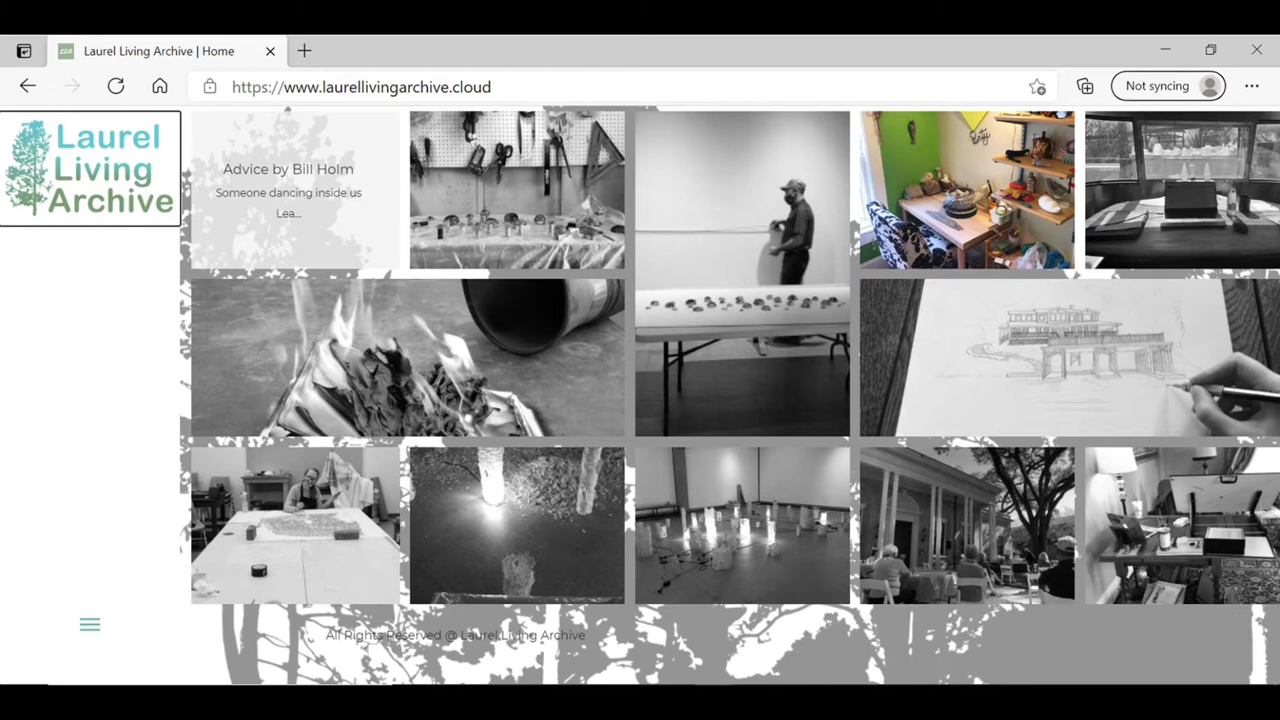 Laurel Living Archive | Home
https://www.laurellivingarchive.cloud
Not syncing
Laurel
Living
Archive
Advice by Bill Holm
Someone dancing inside us
Lea...
All Rights Reserved @ Laurel Living Archive